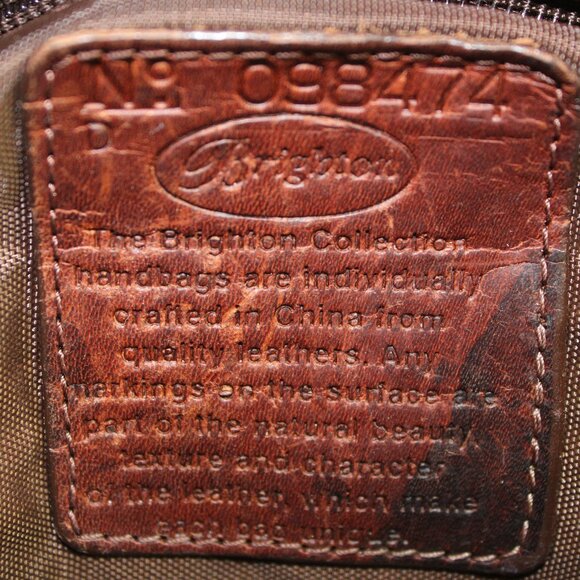 Nº 098474
D
Brighton
The Brighton Collection
handbags are individually
crafted in China from
quality leathers. Any
markings on the surface are
part of the natural beauty,
texture and character
of the leather, which make
each bag unique.